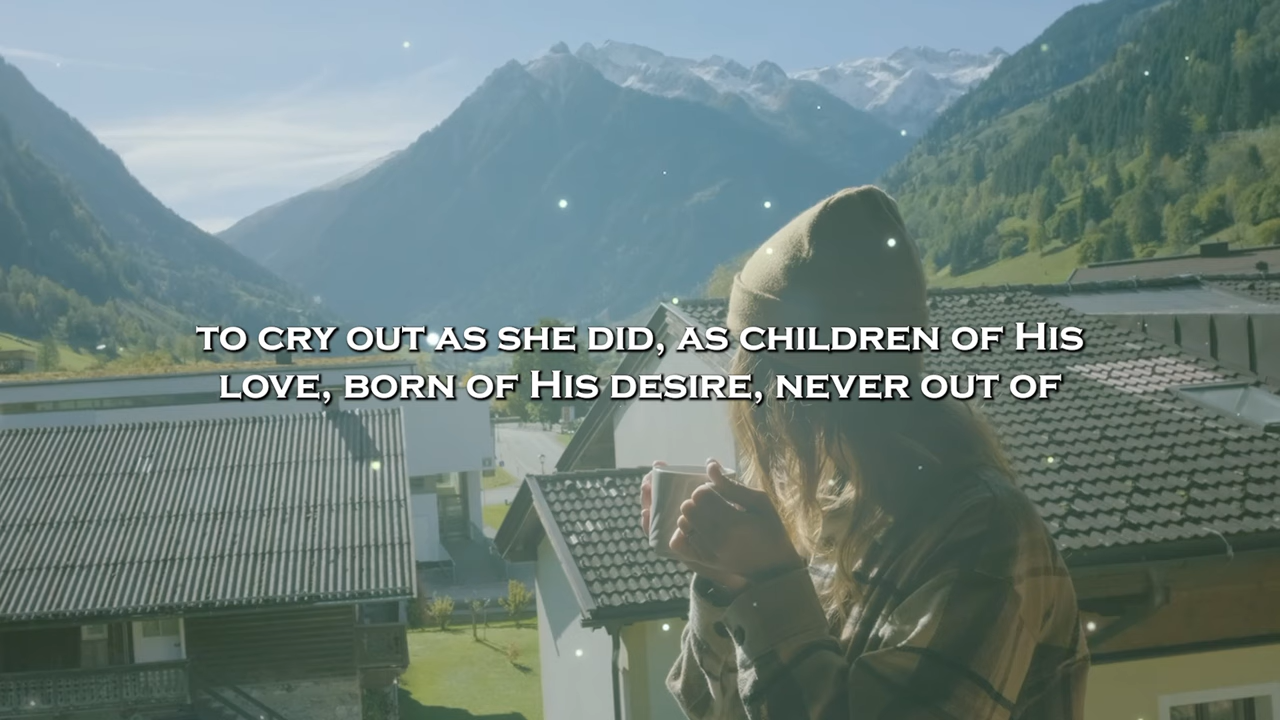 TO CRY OUT AS SHE DID, AS CHILDREN OF HIS
LOVE, BORN OF HIS DESIRE, NEVER OUT OF